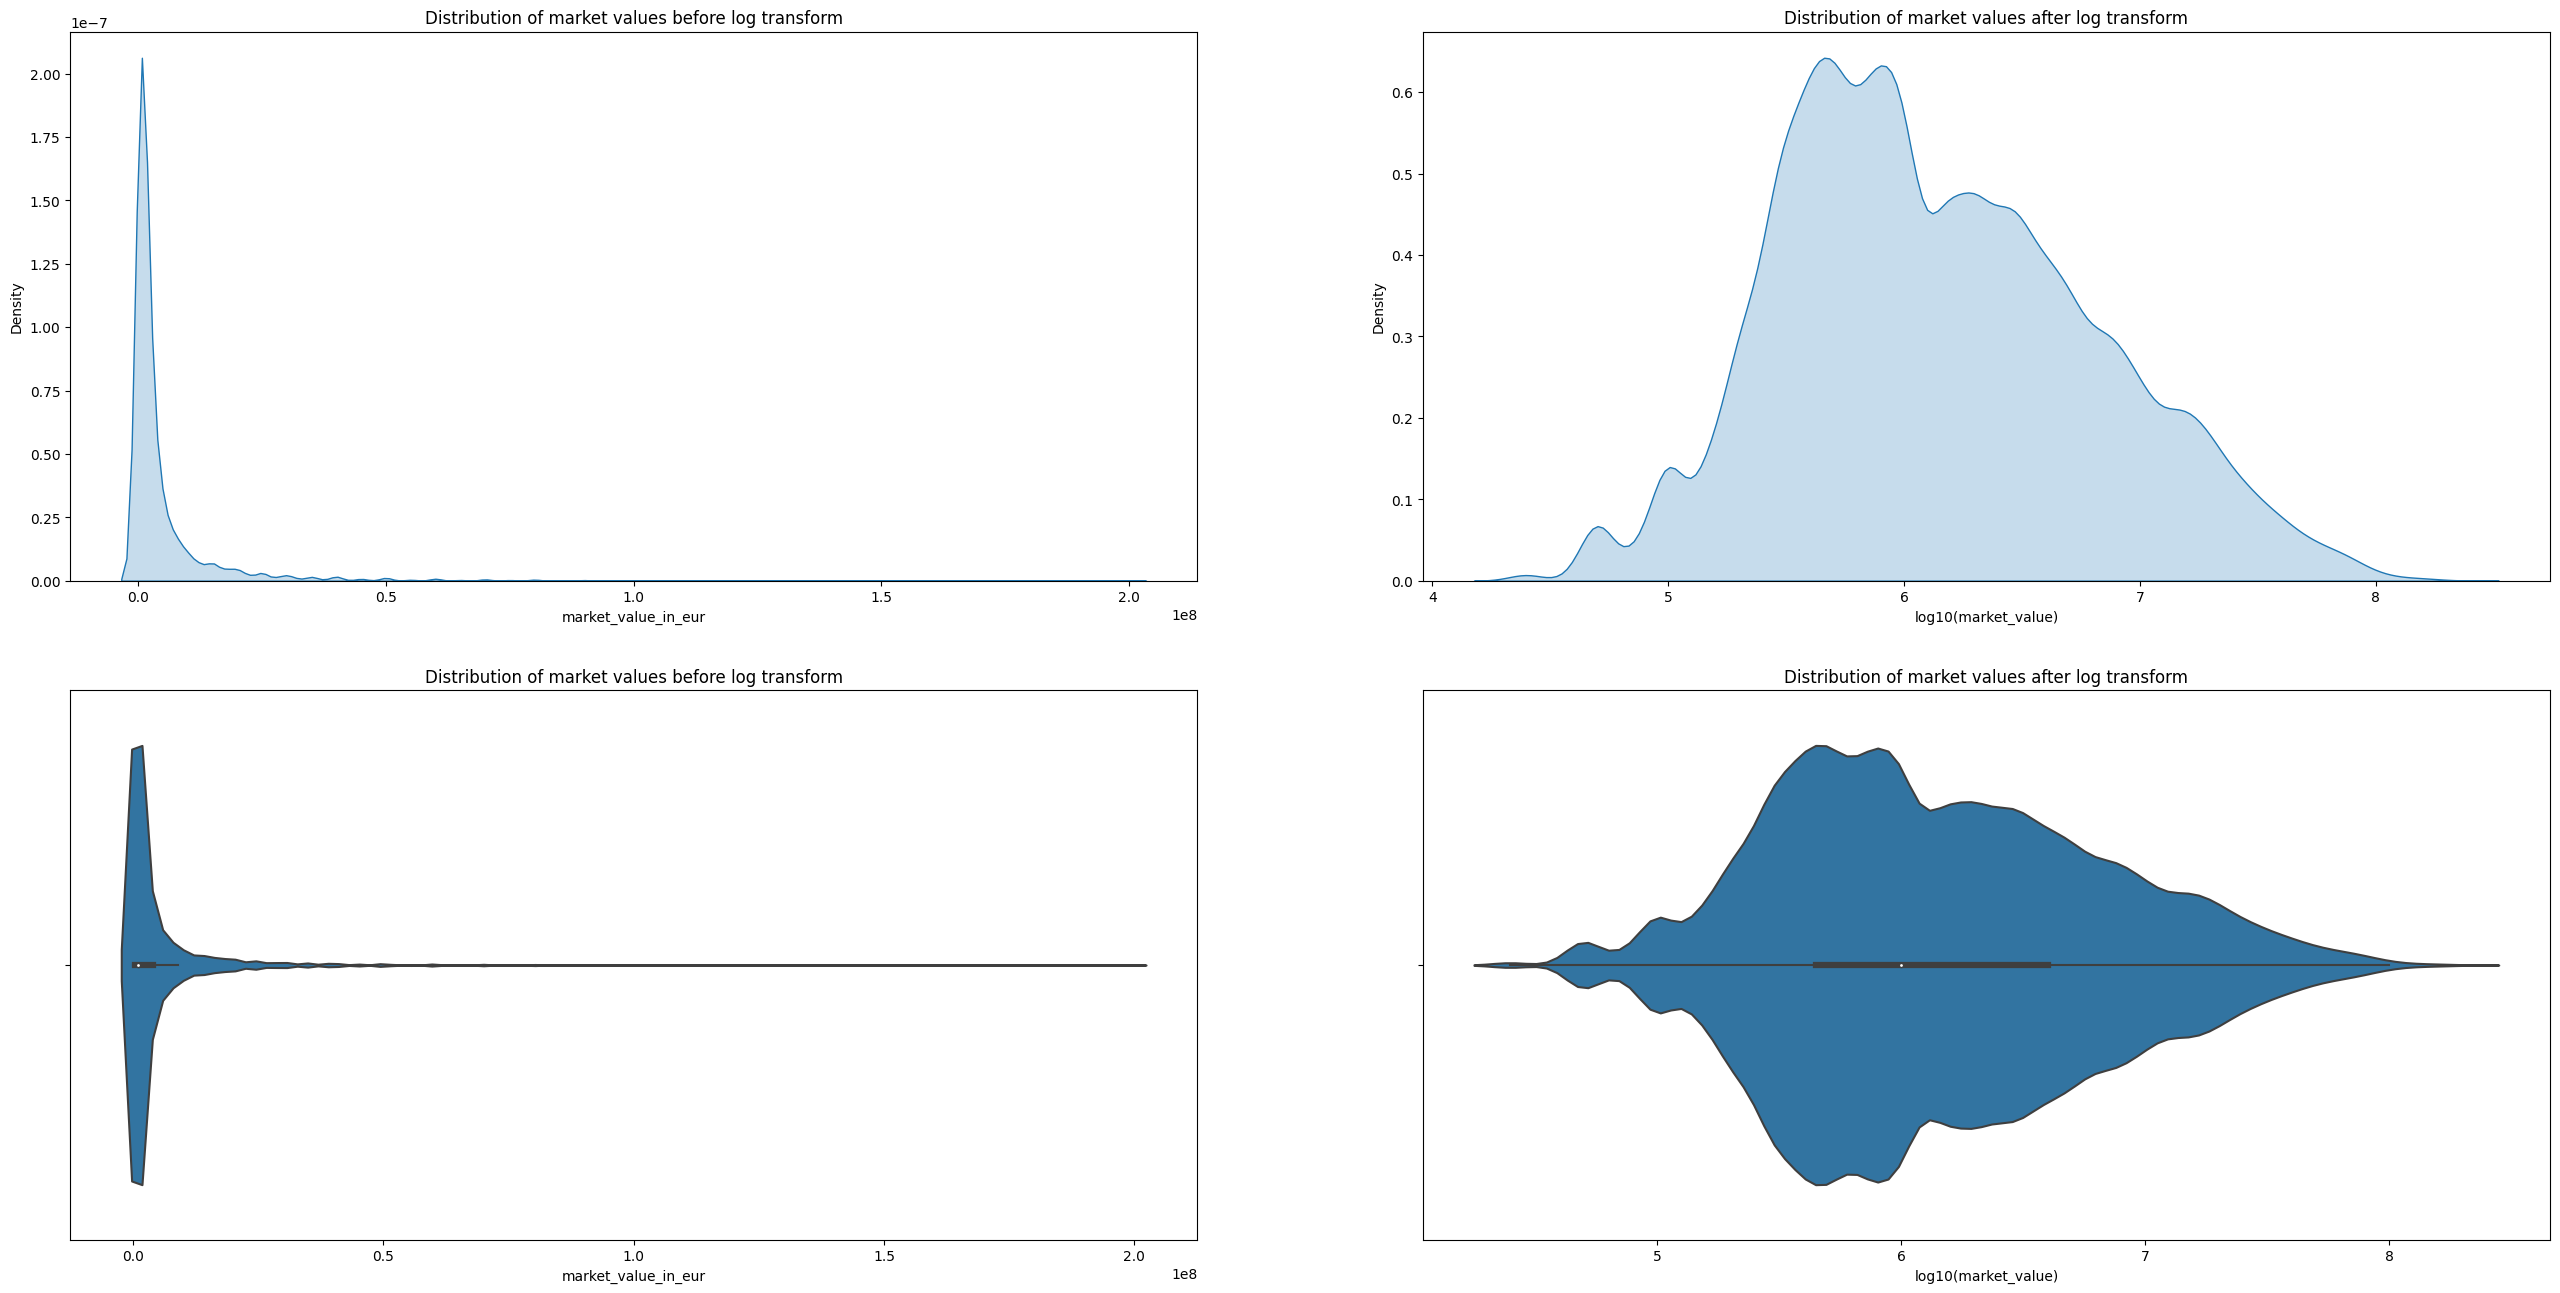 Distribution of market values before log transform
1e−7
2.00
1.75
1.50
1.25
1.00
0.75
0.50
0.25
0.00
Density
0.0
0.5
1.0
1.5
2.0
1e8
market_value_in_eur
Distribution of market values after log transform
0.6
0.5
0.4
0.3
0.2
0.1
0.0
Density
4
5
6
7
8
log10(market_value)
Distribution of market values before log transform
0.0
0.5
1.0
1.5
2.0
1e8
market_value_in_eur
Distribution of market values after log transform
5
6
7
8
log10(market_value)